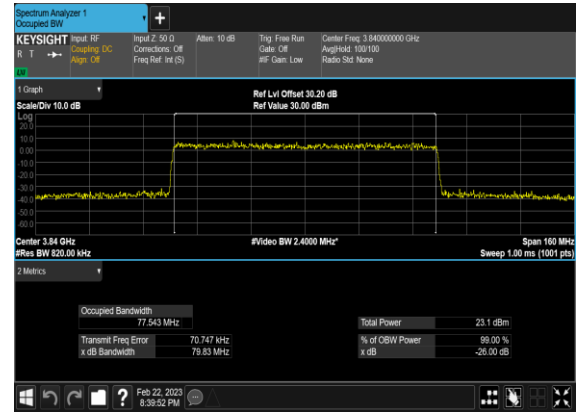 Spectrum Analyzer 1
Occupied BW
KEYSIGHT Input: RF Input Z: 50 Ω Atten: 10 dB Trig: Free Run Center Freq: 3.840000000 GHz
R T Coupling: DC Corrections: Off Gate: Off Avg|Hold: 100/100
Align: Off Freq Ref: Int (S) #IF Gain: Low Radio Std: None
LXI
1 Graph Ref Lvl Offset 30.20 dB
Scale/Div 10.0 dB Ref Value 30.00 dBm
Log
20.0
10.0
0.00
-10.0
-20.0
-30.0
-40.0
-50.0
-60.0
Center 3.84 GHz #Video BW 2.4000 MHz* Span 160 MHz
#Res BW 820.00 kHz Sweep 1.00 ms (1001 pts)
2 Metrics
Occupied Bandwidth
77.543 MHz Total Power 23.1 dBm
Transmit Freq Error 70.747 kHz % of OBW Power 99.00 %
x dB Bandwidth 79.83 MHz x dB -26.00 dB
Feb 22, 2023
8:39:52 PM